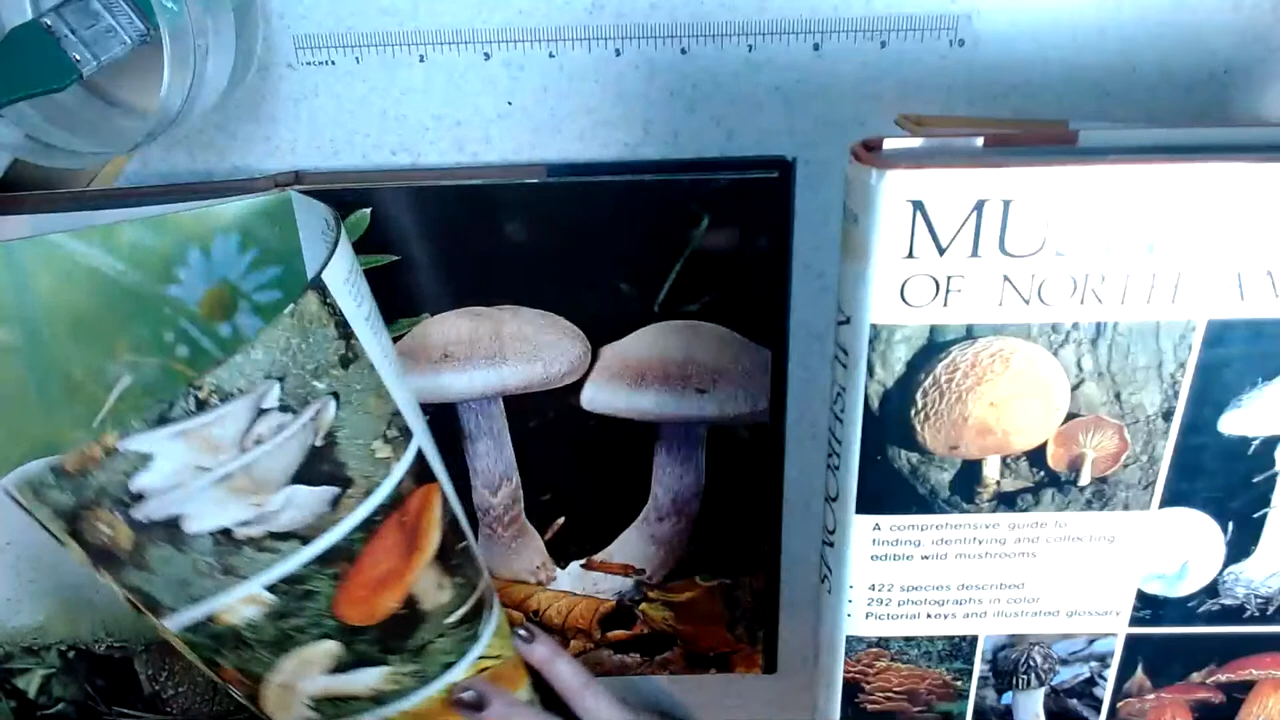 INCHES 1 2 3 4 5 6 7 8 9 10
MUSHROOMS
MU
OF NORTH
A comprehensive guide to
finding, identifying and collecting
edible wild mushrooms
• 422 species described
• 292 photographs in color
• Pictorial keys and illustrated glossary